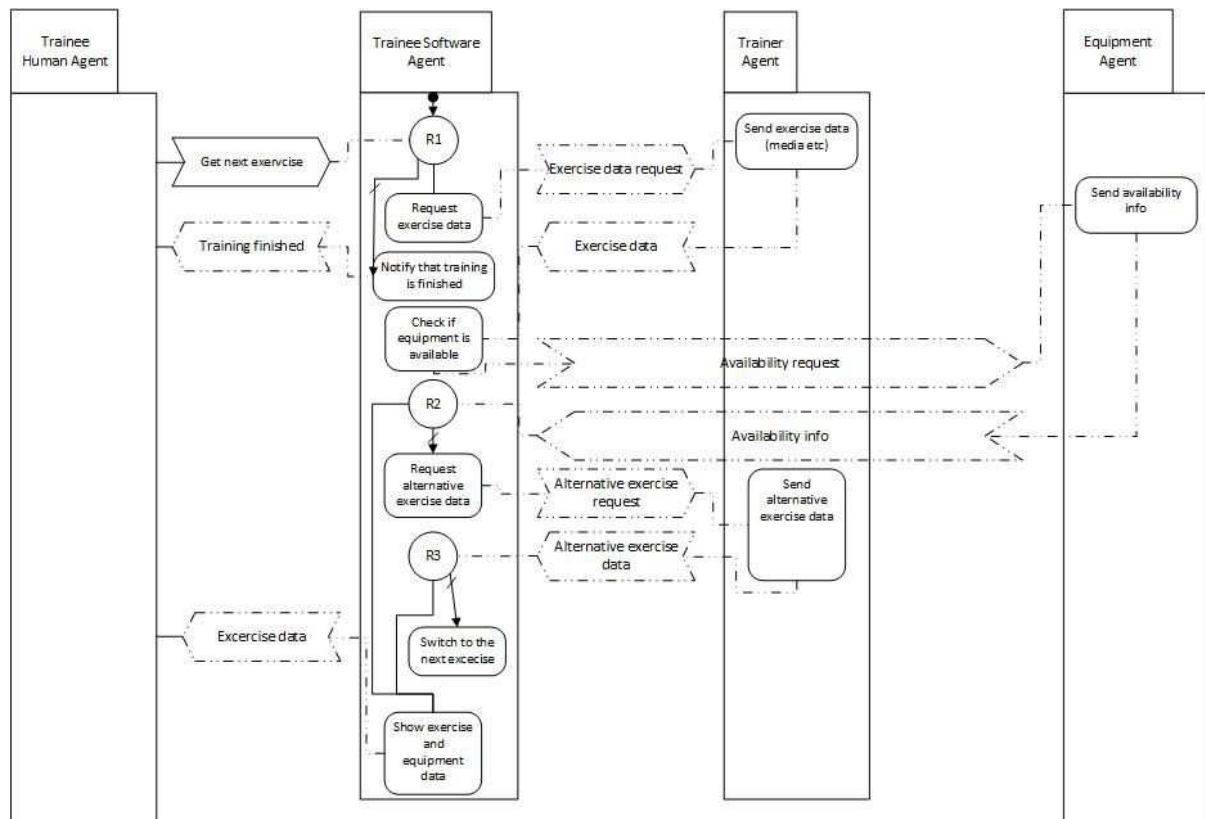 Trainee
Human Agent
Trainee Software
Agent
Trainer
Agent
Equipment
Agent
R1
Get next exervcise
Exercise data request
Send exercise data
(media etc)
Request
exercise data
Send availability
info
Training finished
Exercise data
Notify that training
is finished
Check if
equipment is
available
Availability request
R2
Availability info
Request
alternative
exercise data
Alternative exercise
request
Send
alternative
exercise data
R3
Alternative exercise
data
Excercise data
Switch to the
next excecise
Show exercise
and
equipment
data